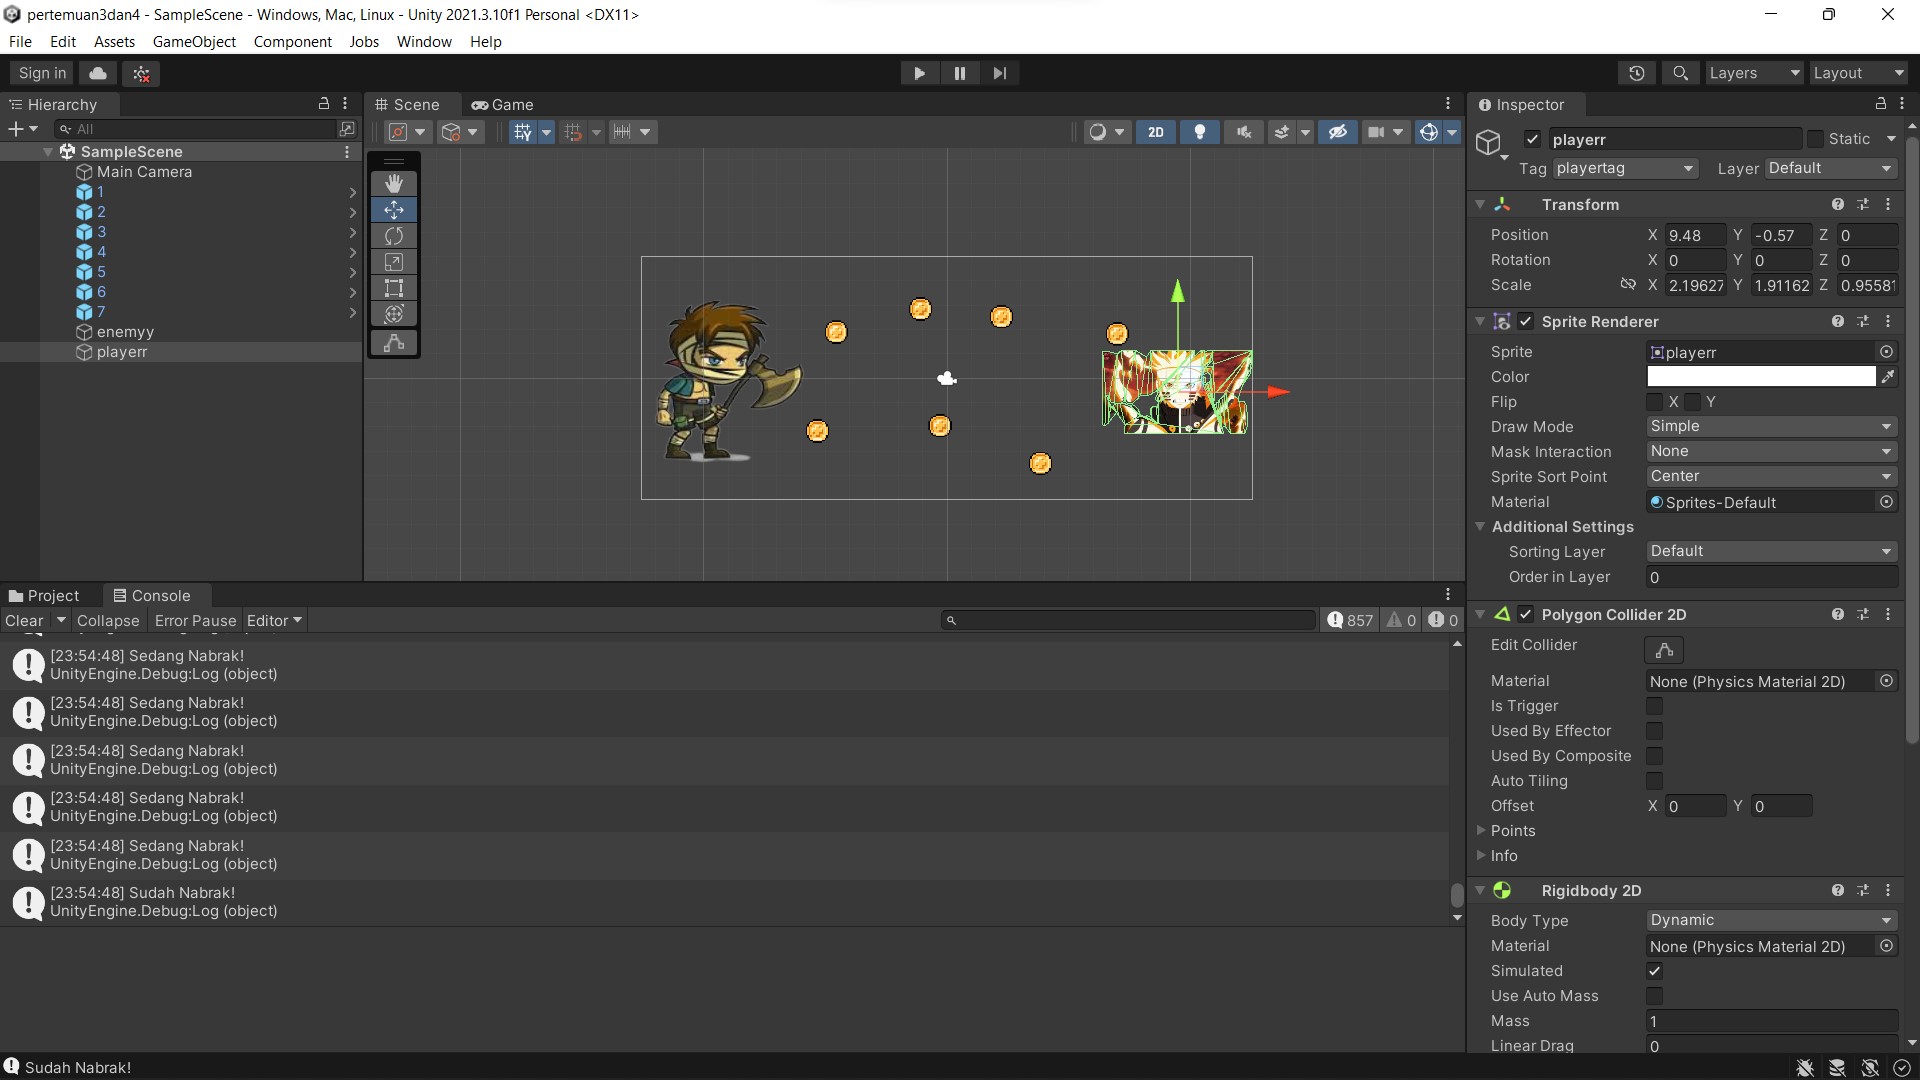 pertemuan3dan4 - SampleScene - Windows, Mac, Linux - Unity 2021.3.10f1 Personal <DX11>
File Edit Assets GameObject Component Jobs Window Help
Sign in
Layers Layout
Hierarchy
All
SampleScene
Main Camera
1
2
3
4
5
6
7
enemyy
playerr
Scene Game
2D
Inspector
playerr Static
Tag playertag Layer Default
Transform
Position X 9.48 Y -0.57 Z 0
Rotation X 0 Y 0 Z 0
Scale X 2.19627 Y 1.91162 Z 0.95581
Sprite Renderer
Sprite playerr
Color
Flip X Y
Draw Mode Simple
Mask Interaction None
Sprite Sort Point Center
Material Sprites-Default
Additional Settings
Sorting Layer Default
Order in Layer 0
Polygon Collider 2D
Edit Collider
Material None (Physics Material 2D)
Is Trigger
Used By Effector
Used By Composite
Auto Tiling
Offset X 0 Y 0
Points
Info
Rigidbody 2D
Body Type Dynamic
Material None (Physics Material 2D)
Simulated
Use Auto Mass
Mass 1
Linear Drag 0
Project Console
Clear Collapse Error Pause Editor 857 0 0
[23:54:48] Sedang Nabrak!
UnityEngine.Debug:Log (object)
[23:54:48] Sedang Nabrak!
UnityEngine.Debug:Log (object)
[23:54:48] Sedang Nabrak!
UnityEngine.Debug:Log (object)
[23:54:48] Sedang Nabrak!
UnityEngine.Debug:Log (object)
[23:54:48] Sedang Nabrak!
UnityEngine.Debug:Log (object)
[23:54:48] Sudah Nabrak!
UnityEngine.Debug:Log (object)
Sudah Nabrak!